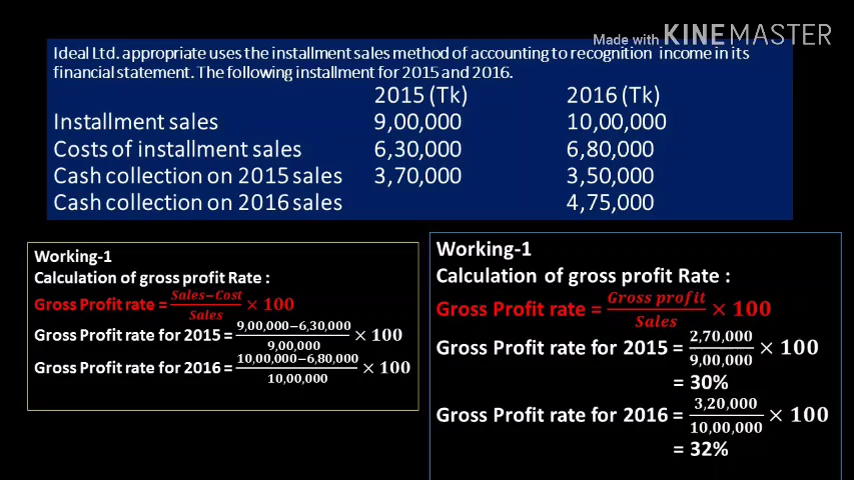 Made with KINEMASTER
Ideal Ltd. appropriate uses the installment sales method of accounting to recognition income in its
financial statement. The following installment for 2015 and 2016.
2015 (Tk) 2016 (Tk)
Installment sales 9,00,000 10,00,000
Costs of installment sales 6,30,000 6,80,000
Cash collection on 2015 sales 3,70,000 3,50,000
Cash collection on 2016 sales 4,75,000
Working-1
Calculation of gross profit Rate :
Gross Profit rate = Sales−Cost/Sales × 100
Gross Profit rate for 2015 = 9,00,000−6,30,000/9,00,000 × 100
Gross Profit rate for 2016 = 10,00,000−6,80,000/10,00,000 × 100
Working-1
Calculation of gross profit Rate :
Gross Profit rate = Gross profit/Sales × 100
Gross Profit rate for 2015 = 2,70,000/9,00,000 × 100
= 30%
Gross Profit rate for 2016 = 3,20,000/10,00,000 × 100
= 32%